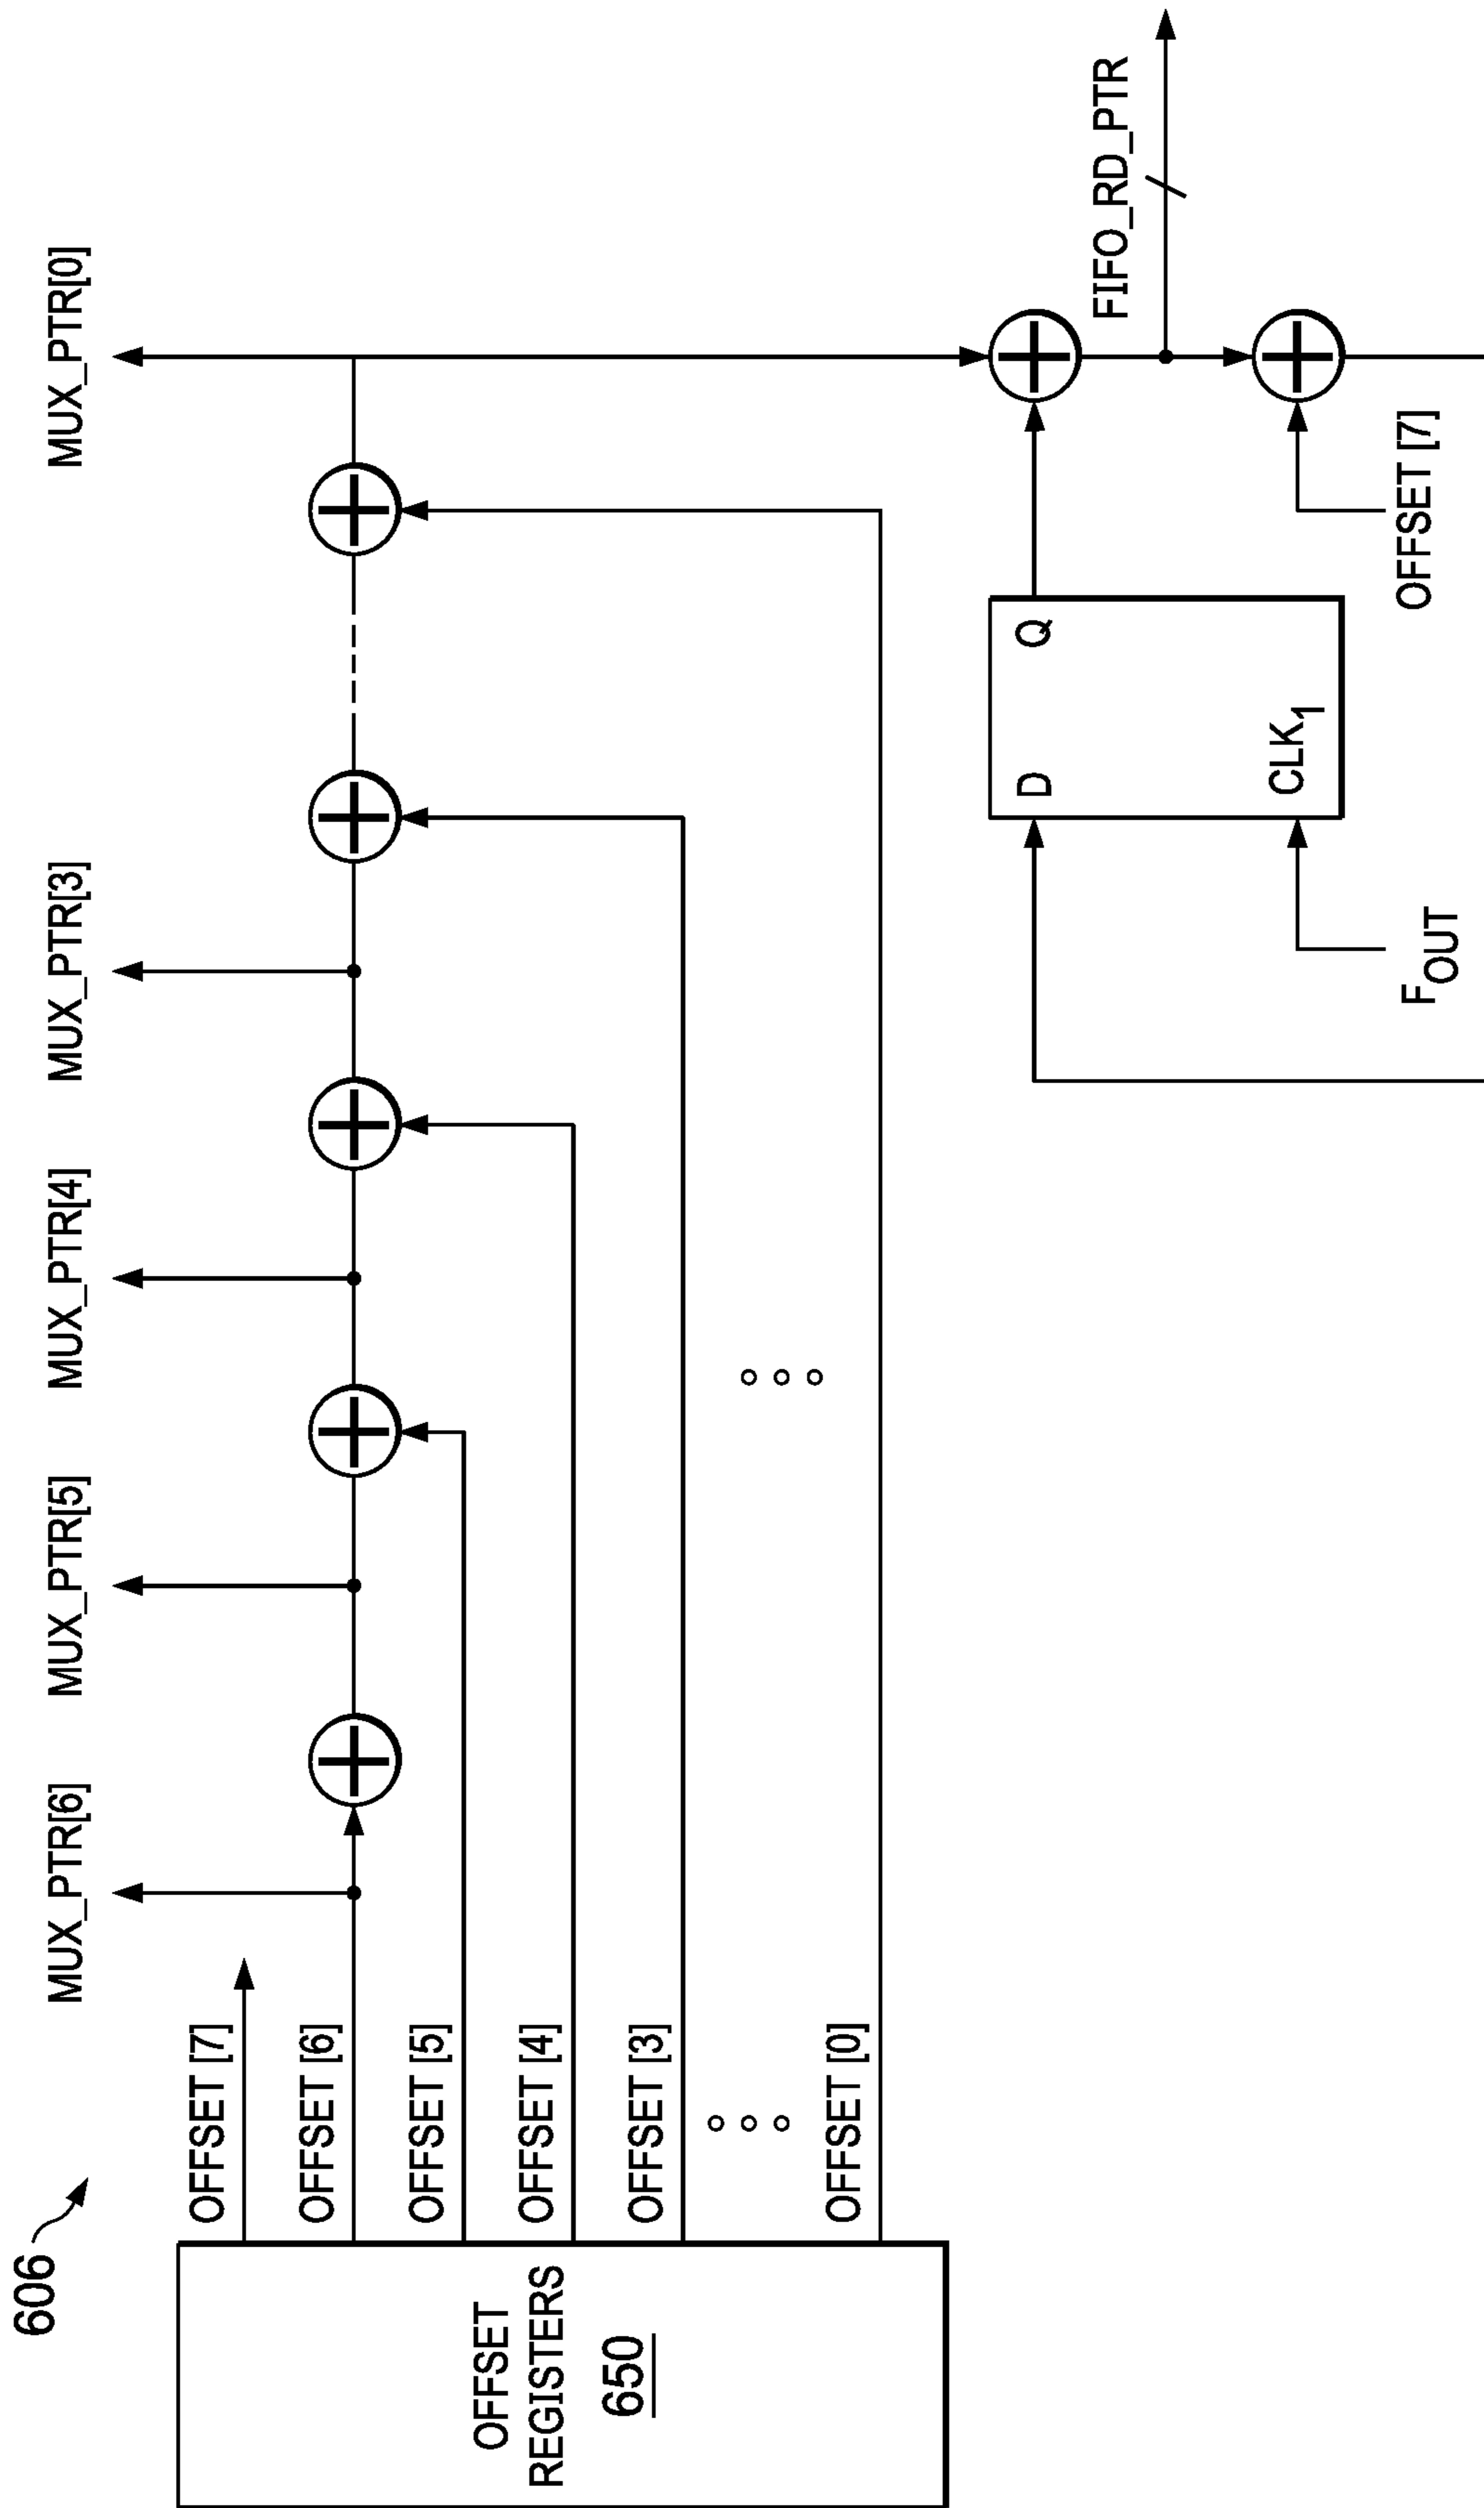 606
MUX_PTR[6]
MUX_PTR[5]
MUX_PTR[4]
MUX_PTR[3]
MUX_PTR[0]
OFFSET [7]
OFFSET [6]
OFFSET [5]
OFFSET [4]
OFFSET [3]
OFFSET [0]
OFFSET
REGISTERS
650
D
Q
CLK1
FOUT
OFFSET [7]
FIFO_RD_PTR